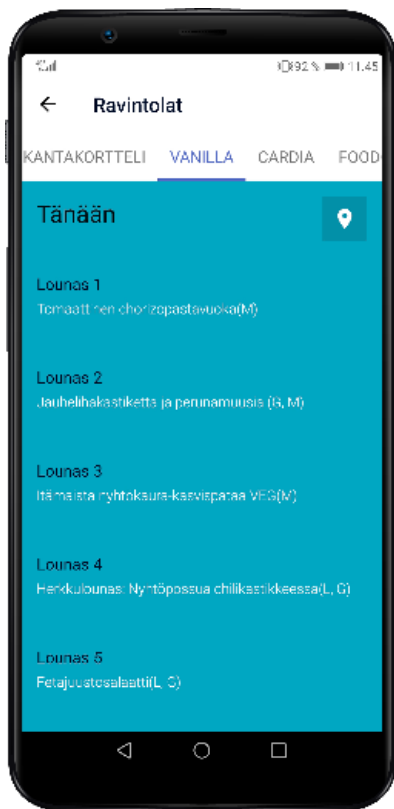 92 % 11.45
Ravintolat
KANTAKORTTELI VANILLA CARDIA FOOD
Tänään
Lounas 1
Tomaattinen chorizopastavuoka(M)
Lounas 2
Jauhelihakastiketta ja perunamuusia (G, M)
Lounas 3
Itämaista nyhtokaura-kasvispataa VEG(M)
Lounas 4
Herkkulounas: Nyhtöpossua chilikastikkeessa(L, G)
Lounas 5
Fetajuustosalaatti(L, G)